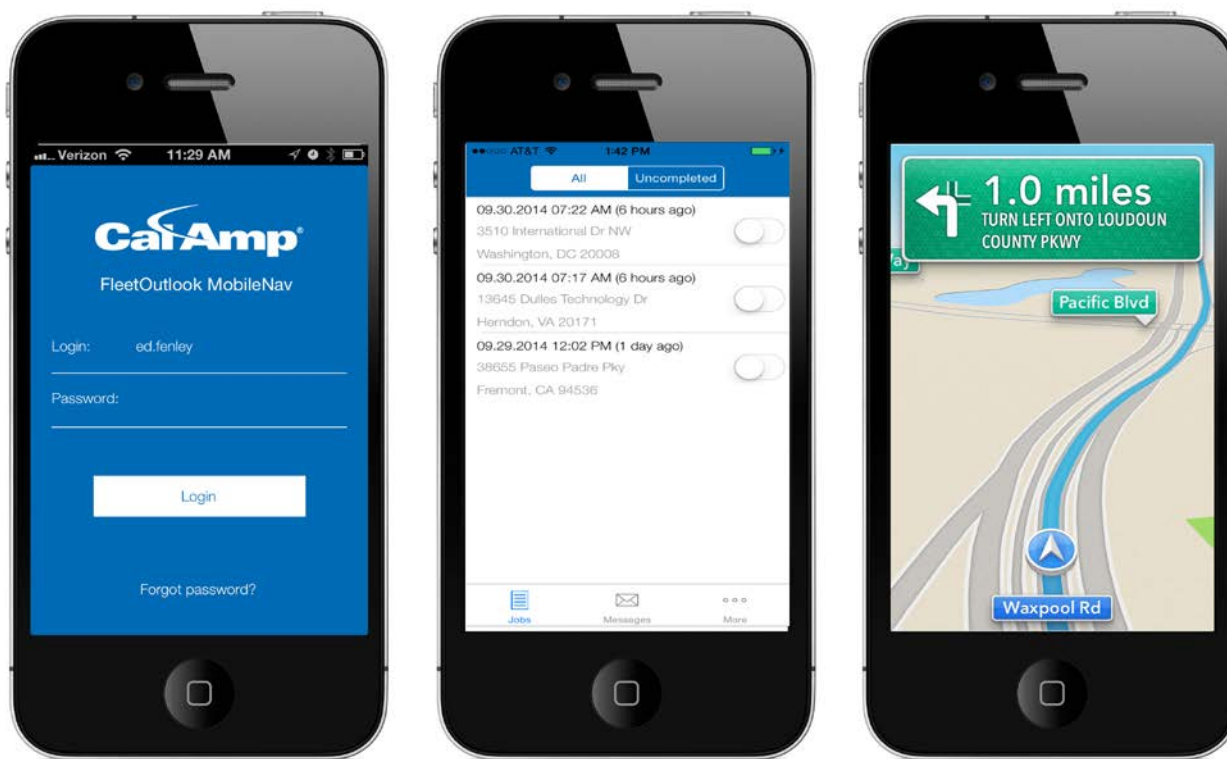 Verizon 11:29 AM
CalAmp®
FleetOutlook MobileNav
Login: ed.fenley
Password:
Login
Forgot password?
AT&T 1:42 PM
All Uncompleted
09.30.2014 07:22 AM (6 hours ago)
3510 International Dr NW
Washington, DC 20008
09.30.2014 07:17 AM (6 hours ago)
13645 Dulles Technology Dr
Herndon, VA 20171
09.29.2014 12:02 PM (1 day ago)
38655 Paseo Padre Pky
Fremont, CA 94536
Jobs Messages More
1.0 miles
TURN LEFT ONTO LOUDOUN
COUNTY PKWY
Pacific Blvd
Waxpool Rd